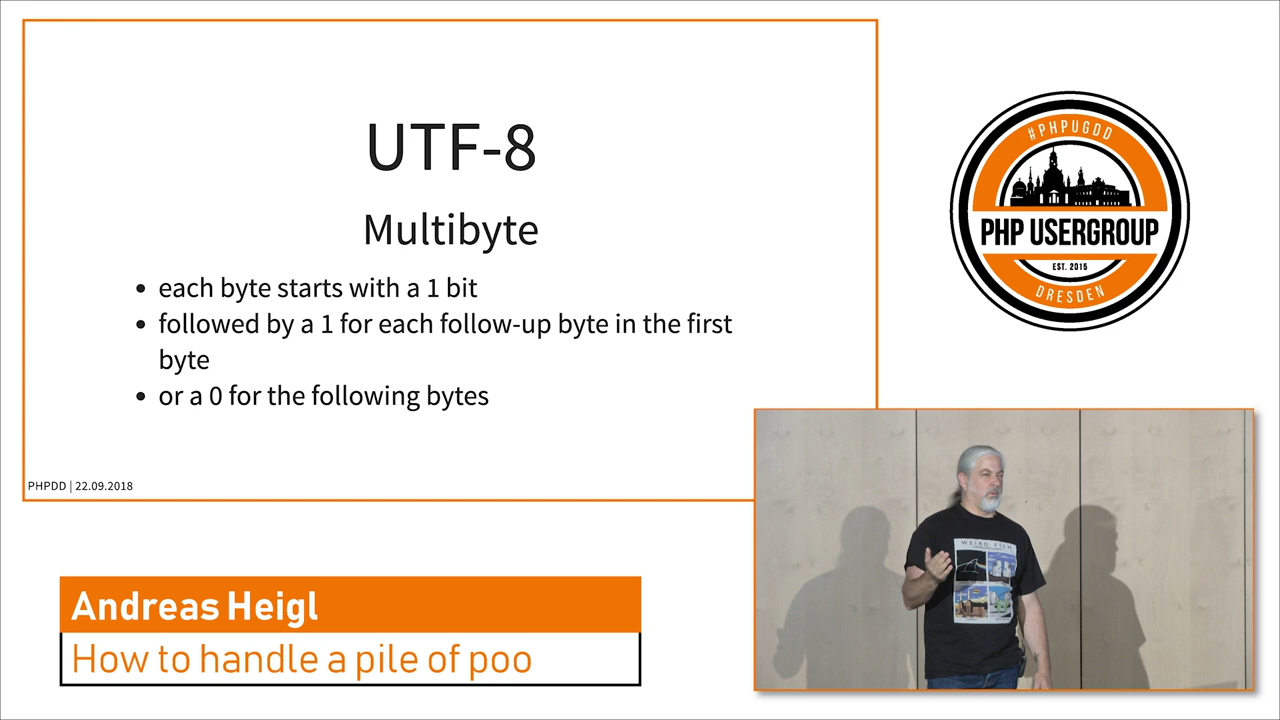 UTF-8
Multibyte
• each byte starts with a 1 bit
• followed by a 1 for each follow-up byte in the first
byte
• or a 0 for the following bytes
PHPDD | 22.09.2018
#PHPUGDD
PHP USERGROUP
EST. 2015
DRESDEN
Andreas Heigl
How to handle a pile of poo
WEIRD FISH